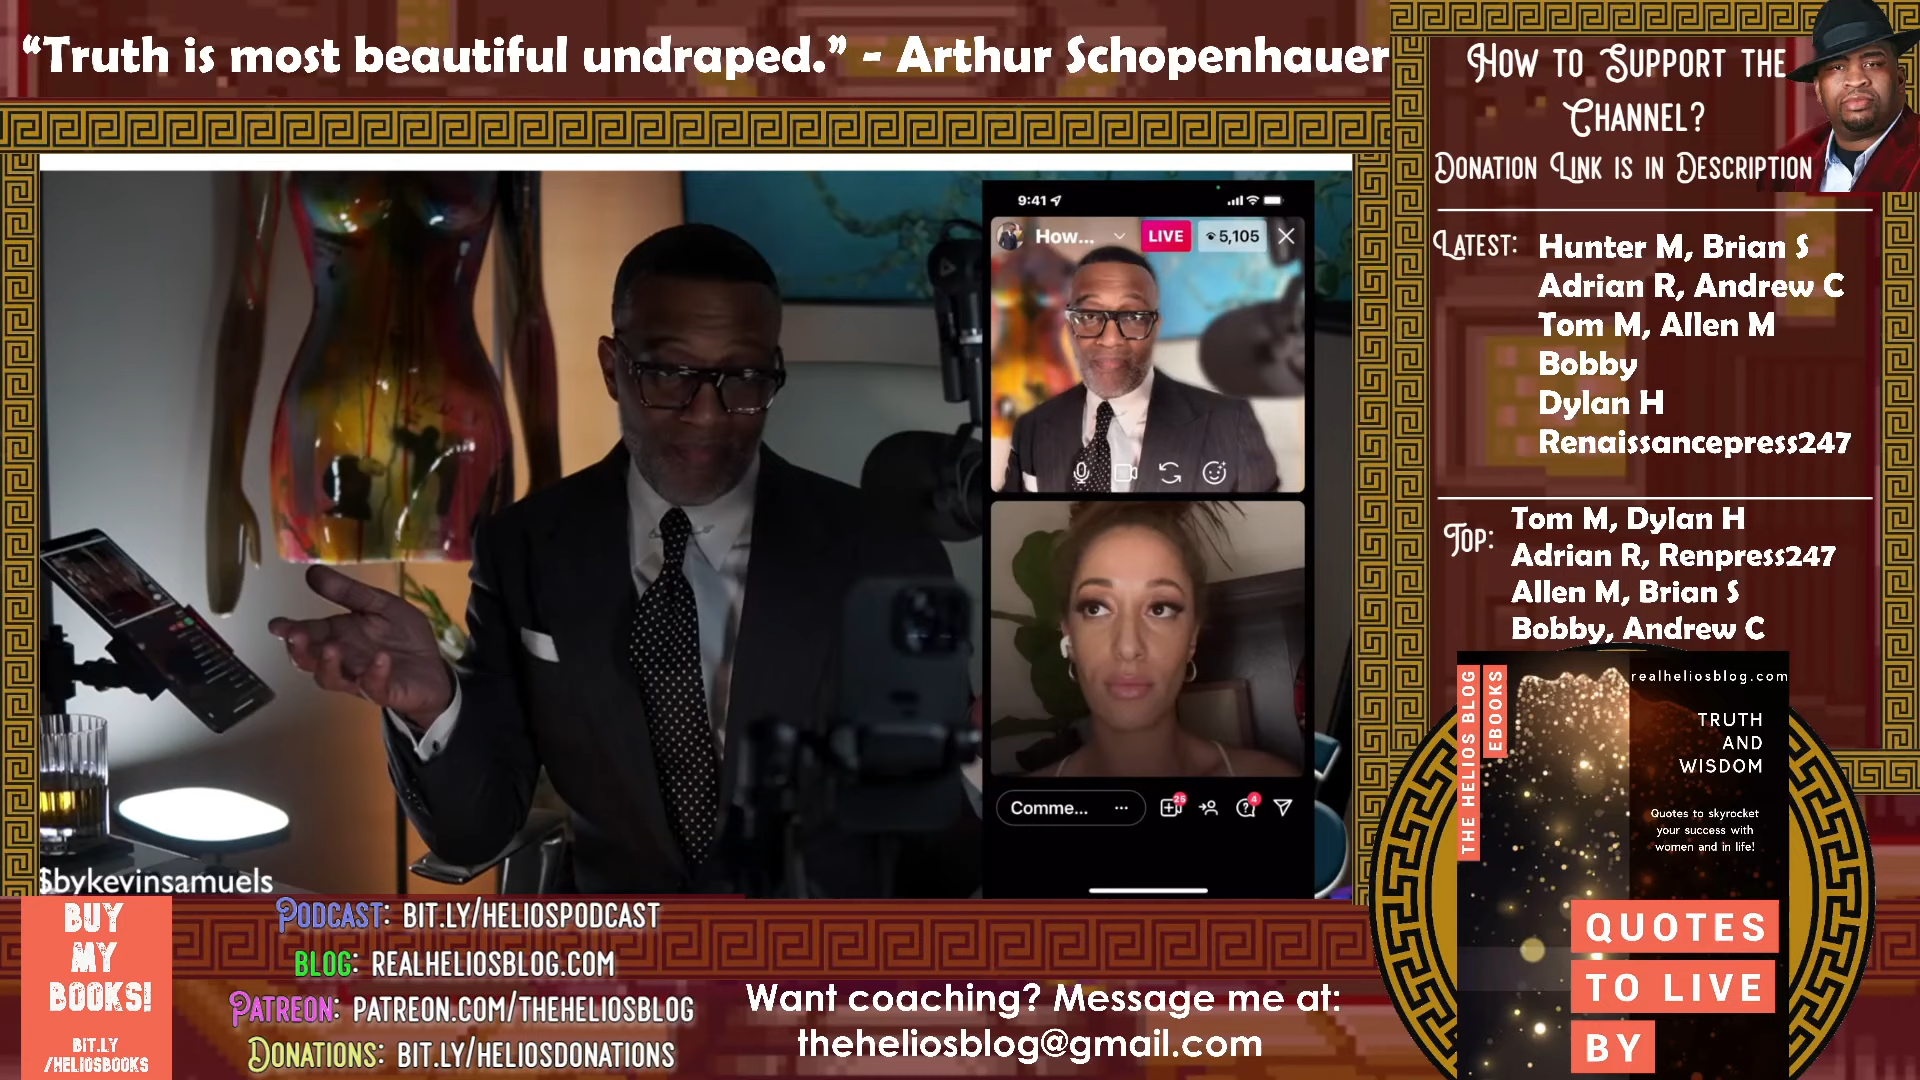 “Truth is most beautiful undraped.” - Arthur Schopenhauer
How to Support the
Channel?
Donation Link is in Description
Latest: Hunter M, Brian S
Adrian R, Andrew C
Tom M, Allen M
Bobby
Dylan H
Renaissancepress247
Top: Tom M, Dylan H
Adrian R, Renpress247
Allen M, Brian S
Bobby, Andrew C
9:41
How... LIVE 5,105
Comme... 25 4
$bykevinsamuels
BUY
MY
BOOKS!
BIT.LY
/HELIOSBOOKS
Podcast: BIT.LY/HELIOSPODCAST
BLOG: REALHELIOSBLOG.COM
Patreon: PATREON.COM/THEHELIOSBLOG
Donations: BIT.LY/HELIOSDONATIONS
Want coaching? Message me at:
theheliosblog@gmail.com
THE HELIOS BLOG
EBOOKS
realheliosblog.com
TRUTH
AND
WISDOM
Quotes to skyrocket
your success with
women and in life!
QUOTES
TO LIVE
BY